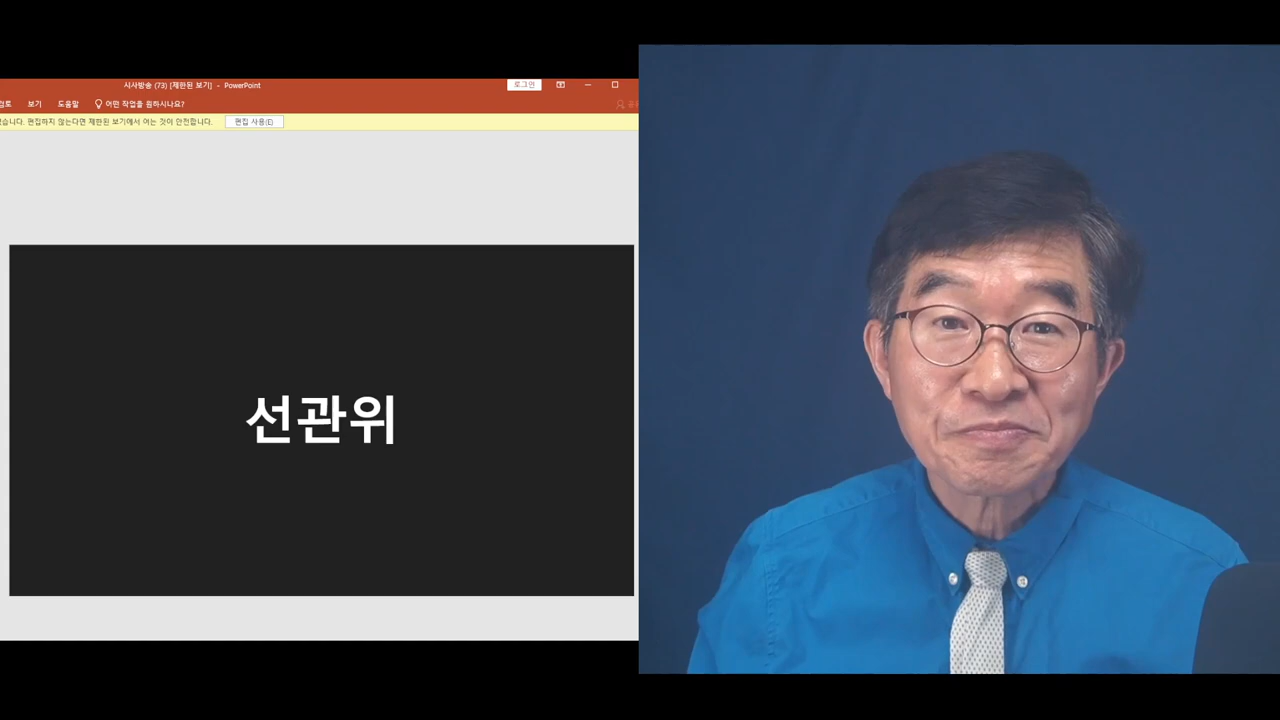 시사방송 (73) [제한된 보기] - PowerPoint
로그인
검토 보기 도움말 어떤 작업을 원하시나요?
습니다. 편집하지 않는다면 제한된 보기에서 여는 것이 안전합니다. 편집 사용(E)
선관위